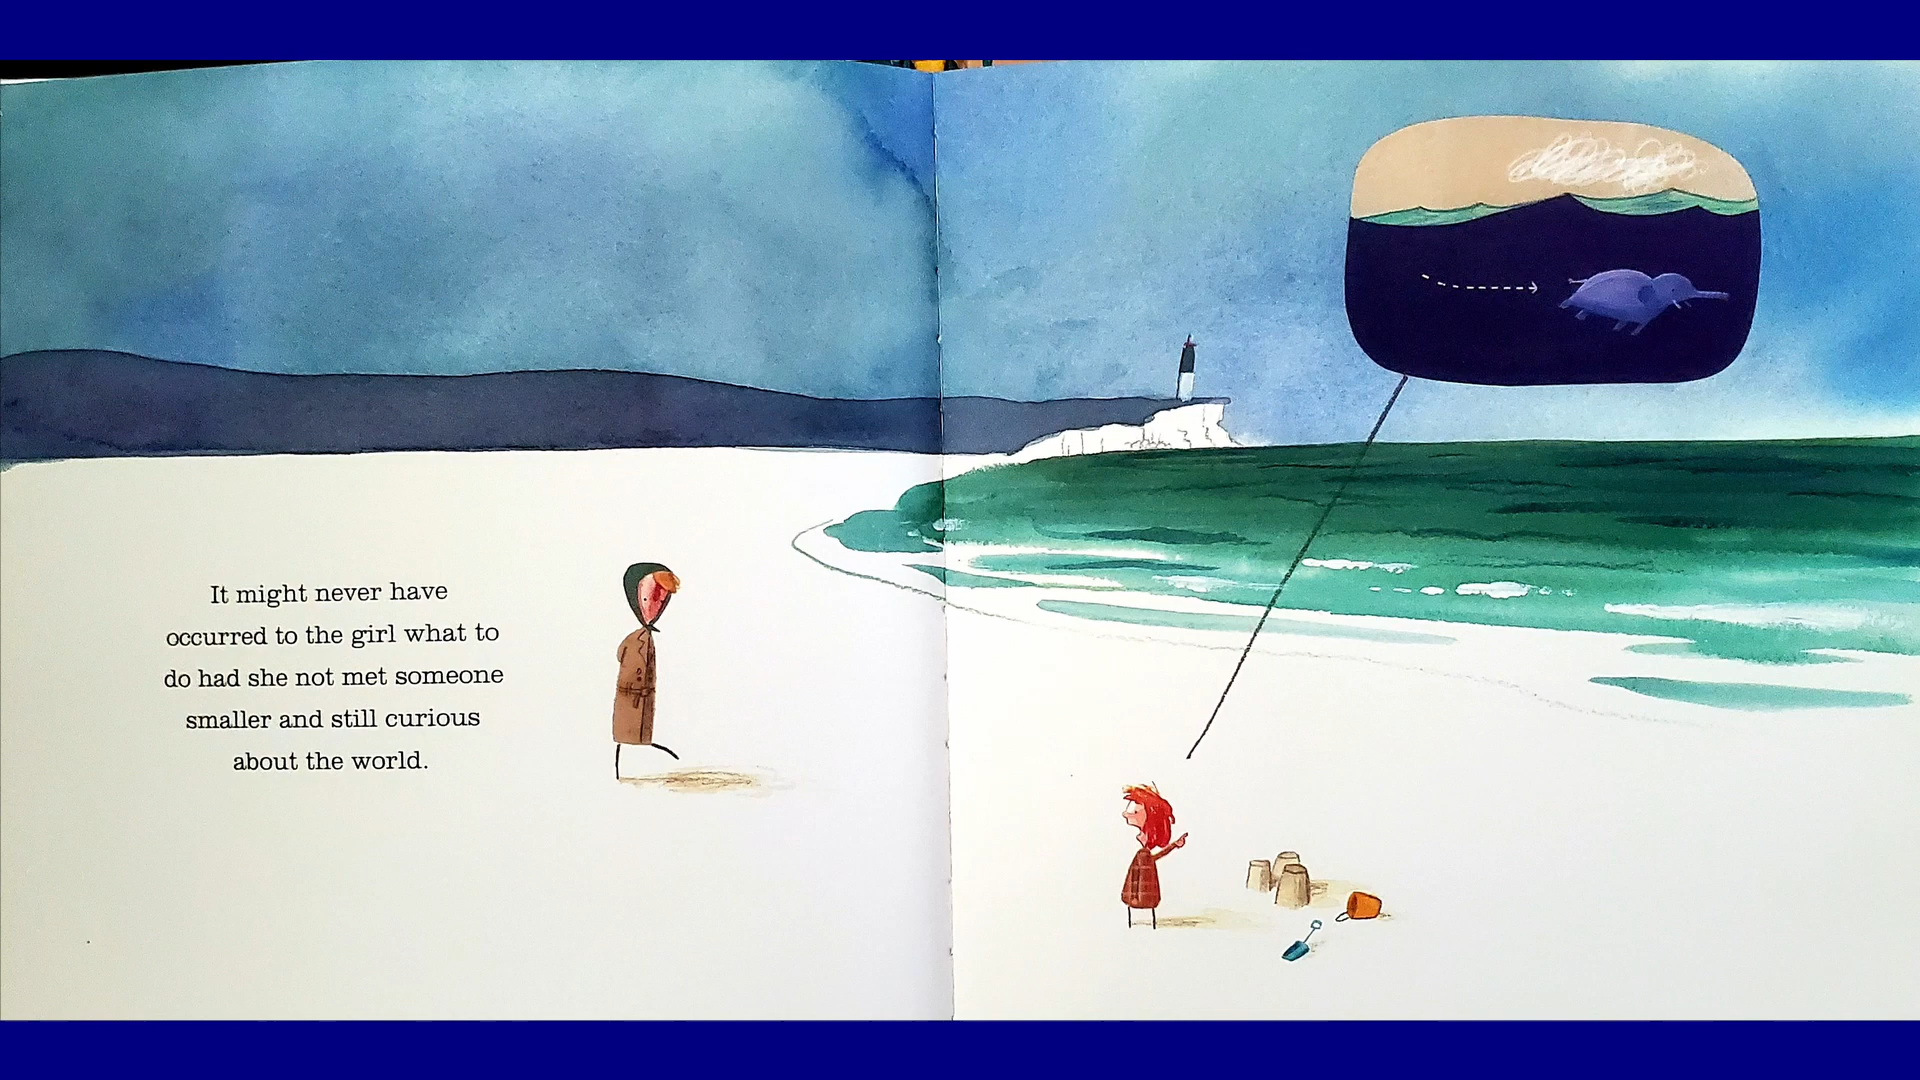 It might never have
occurred to the girl what to
do had she not met someone
smaller and still curious
about the world.